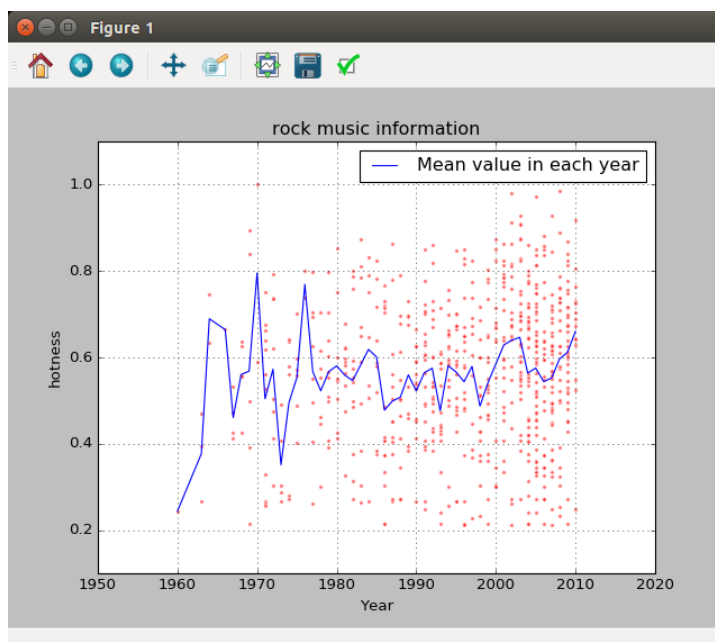 Figure 1
rock music information
Mean value in each year
1.0
0.8
0.6
0.4
0.2
hotness
1950 1960 1970 1980 1990 2000 2010 2020
Year